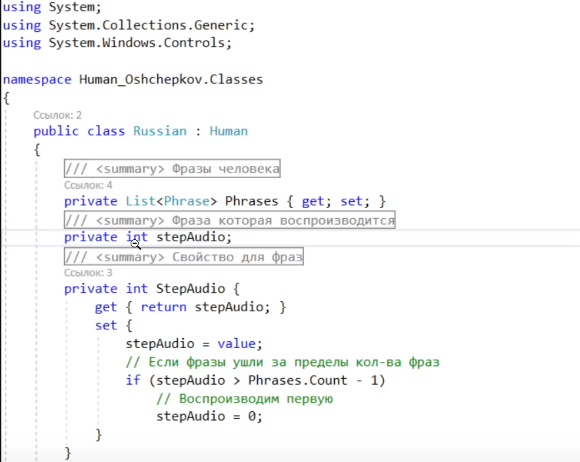 using System;
using System.Collections.Generic;
using System.Windows.Controls;
namespace Human_Oshchepkov.Classes
{
Ссылок: 2
public class Russian : Human
{
/// <summary> Фразы человека
Ссылок: 4
private List<Phrase> Phrases { get; set; }
/// <summary> Фраза которая воспроизводится
private int stepAudio;
/// <summary> Свойство для фраз
Ссылок: 3
private int StepAudio {
get { return stepAudio; }
set {
stepAudio = value;
// Если фразы ушли за пределы кол-ва фраз
if (stepAudio > Phrases.Count - 1)
// Воспроизводим первую
stepAudio = 0;
}
}